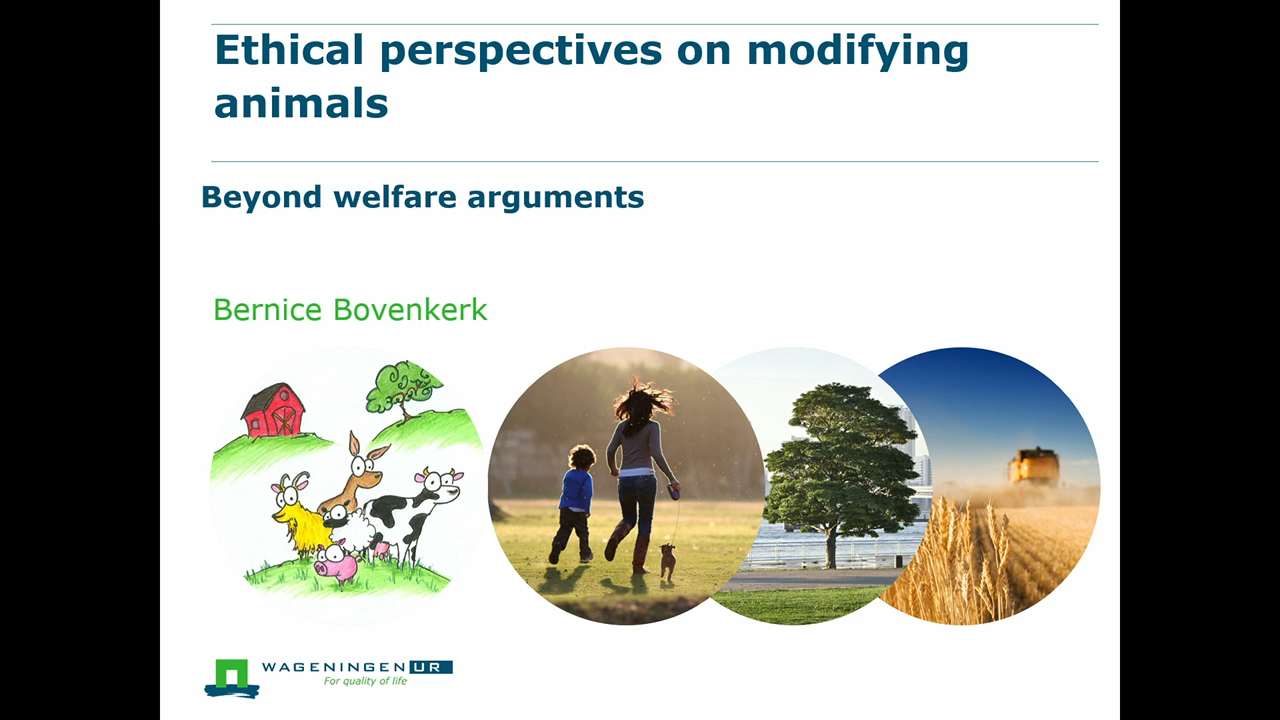 Ethical perspectives on modifying
animals
Beyond welfare arguments
Bernice Bovenkerk
WAGENINGEN UR
For quality of life